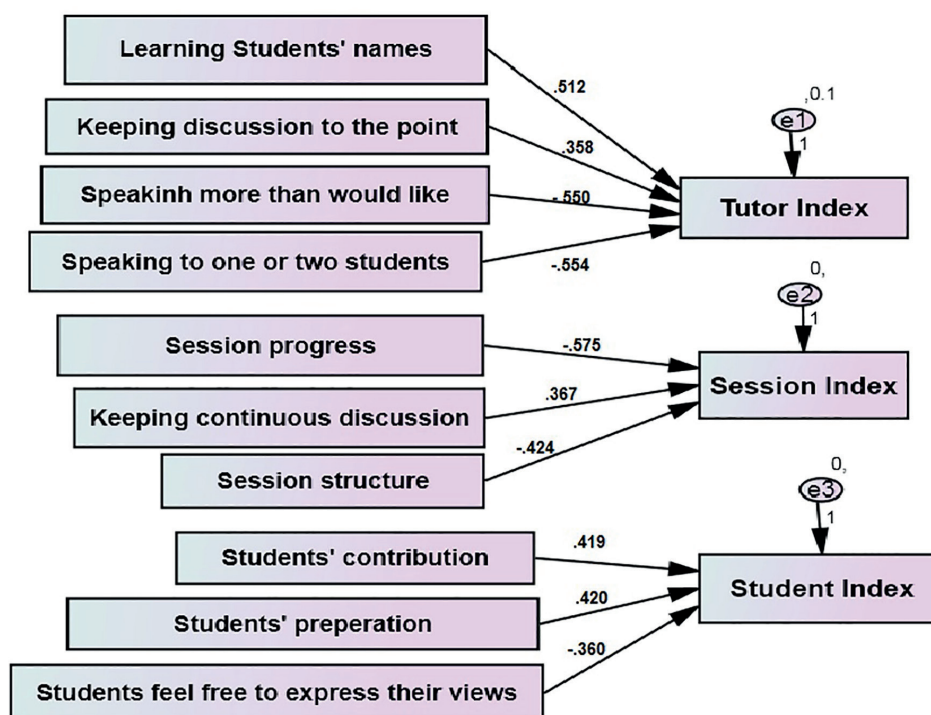 Learning Students' names
.512
,0.1
e1
1
Keeping discussion to the point
.358
Speakinh more than would like
-.550
Tutor Index
Speaking to one or two students
-.554
0,
e2
1
Session progress
-.575
Session Index
Keeping continuous discussion
.367
-.424
Session structure
0,
e3
1
Students' contribution
.419
Student Index
Students' preperation
.420
-.360
Students feel free to express their views